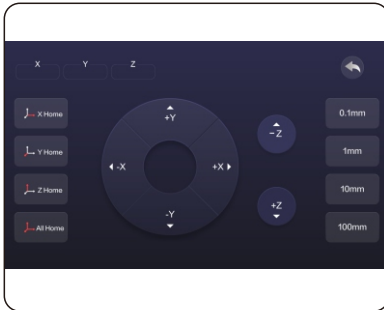 X Y Z
X Home
Y Home
Z Home
All Home
+Y
-X
+X
-Y
-Z
+Z
0.1mm
1mm
10mm
100mm